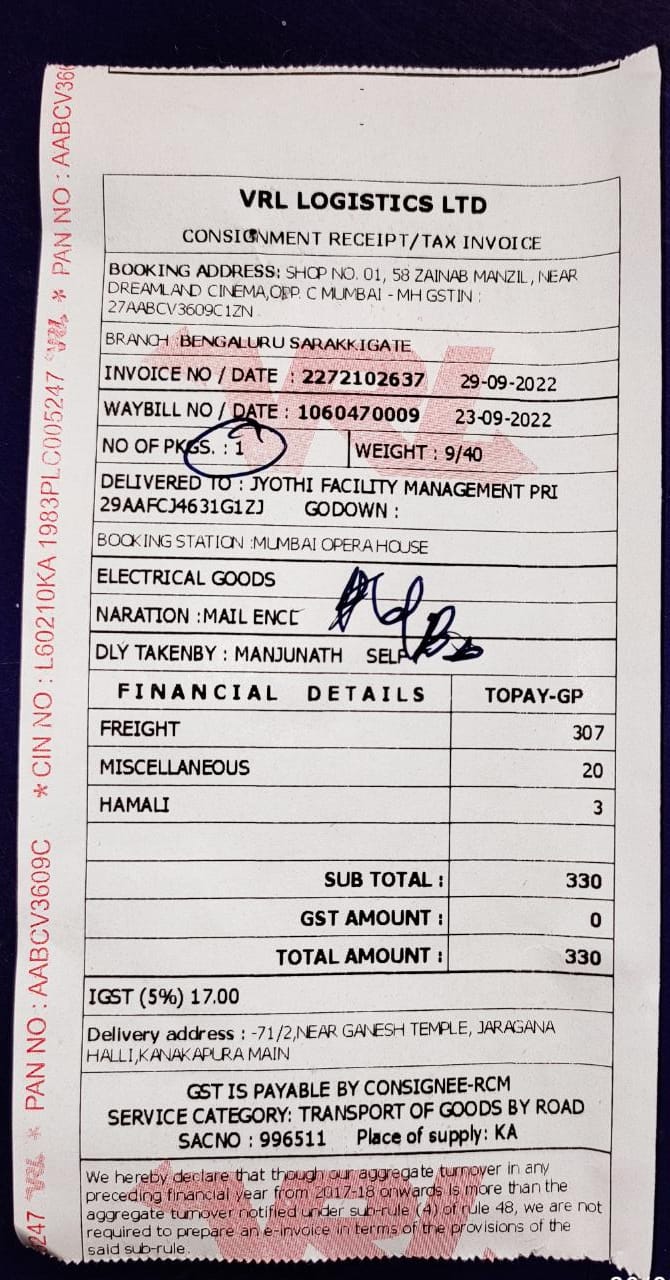 VRL LOGISTICS LTD
CONSIGNMENT RECEIPT/TAX INVOICE
BOOKING ADDRESS: SHOP NO. 01, 58 ZAINAB MANZIL, NEAR
DREAMLAND CINEMA,OPP. C MUMBAI - MH GSTIN :
27AABCV3609C1ZN
BRANCH :BENGALURU SARAKKIGATE
INVOICE NO / DATE : 2272102637 29-09-2022
WAYBILL NO / DATE : 1060470009 23-09-2022
NO OF PKGS. : 1 WEIGHT : 9/40
DELIVERED TO : JYOTHI FACILITY MANAGEMENT PRI
29AAFCJ4631G1ZJ GODOWN :
BOOKING STATION :MUMBAI OPERA HOUSE
ELECTRICAL GOODS
NARATION :MAIL ENCL
DLY TAKENBY : MANJUNATH SELF
FINANCIAL DETAILS TOPAY-GP
FREIGHT 307
MISCELLANEOUS 20
HAMALI 3
SUB TOTAL : 330
GST AMOUNT : 0
TOTAL AMOUNT : 330
IGST (5%) 17.00
Delivery address : -71/2,NEAR GANESH TEMPLE, JARAGANA
HALLI,KANAKAPURA MAIN
GST IS PAYABLE BY CONSIGNEE-RCM
SERVICE CATEGORY: TRANSPORT OF GOODS BY ROAD
SACNO : 996511 Place of supply: KA
We hereby declare that though our aggregate turnover in any
preceding financial year from 2017-18 onwards is more than the
aggregate turnover notified under sub-rule (4) of rule 48, we are not
required to prepare an e-invoice in terms of the provisions of the
said sub-rule.
VRL
VRL
247 VRL * PAN NO : AABCV3609C * CIN NO : L60210KA1983PLC005247 VRL * PAN NO : AABCV360